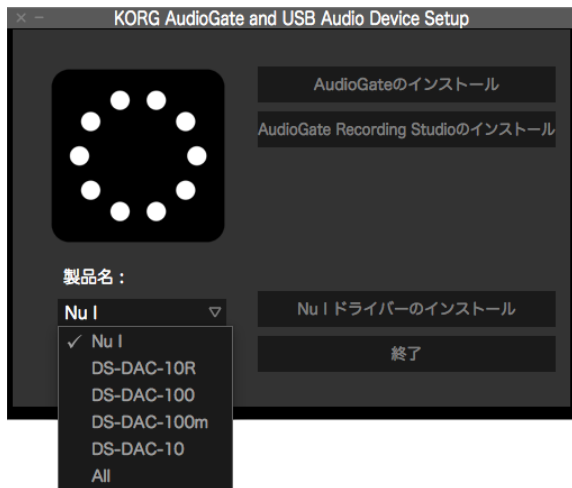 KORG AudioGate and USB Audio Device Setup
AudioGateのインストール
AudioGate Recording Studioのインストール
製品名：
Nu I
Nu I ドライバーのインストール
終了
✓ Nu I
DS-DAC-10R
DS-DAC-100
DS-DAC-100m
DS-DAC-10
All